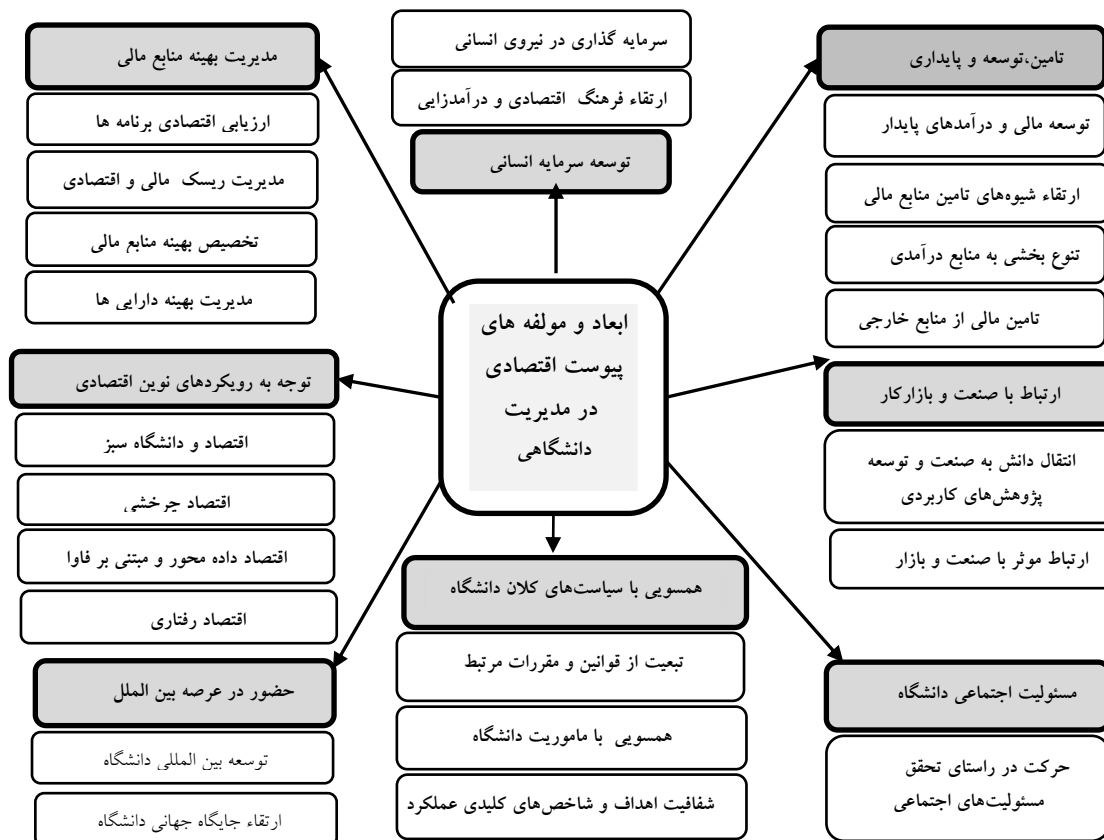 تامین،توسعه و پایداری
توسعه مالی و درآمدهای پایدار
ارتقاء شیوه‌های تامین منابع مالی
تنوع بخشی به منابع درآمدی
تامین مالی از منابع خارجی
ارتباط با صنعت و بازارکار
انتقال دانش به صنعت و توسعه
پژوهش‌های کاربردی
ارتباط موثر با صنعت و بازار
مسئولیت اجتماعی دانشگاه
حرکت در راستای تحقق
مسئولیت‌های اجتماعی
سرمایه گذاری در نیروی انسانی
ارتقاء فرهنگ اقتصادی و درآمدزایی
توسعه سرمایه انسانی
ابعاد و مولفه های
پیوست اقتصادی
در مدیریت
دانشگاهی
همسویی با سیاست‌های کلان دانشگاه
تبعیت از قوانین و مقررات مرتبط
همسویی با ماموریت دانشگاه
شفافیت اهداف و شاخص‌های کلیدی عملکرد
مدیریت بهینه منابع مالی
ارزیابی اقتصادی برنامه ها
مدیریت ریسک مالی و اقتصادی
تخصیص بهینه منابع مالی
مدیریت بهینه دارایی ها
توجه به رویکردهای نوین اقتصادی
اقتصاد و دانشگاه سبز
اقتصاد چرخشی
اقتصاد داده محور و مبتنی بر فاوا
اقتصاد رفتاری
حضور در عرصه بین الملل
توسعه بین المللی دانشگاه
ارتقاء جایگاه جهانی دانشگاه